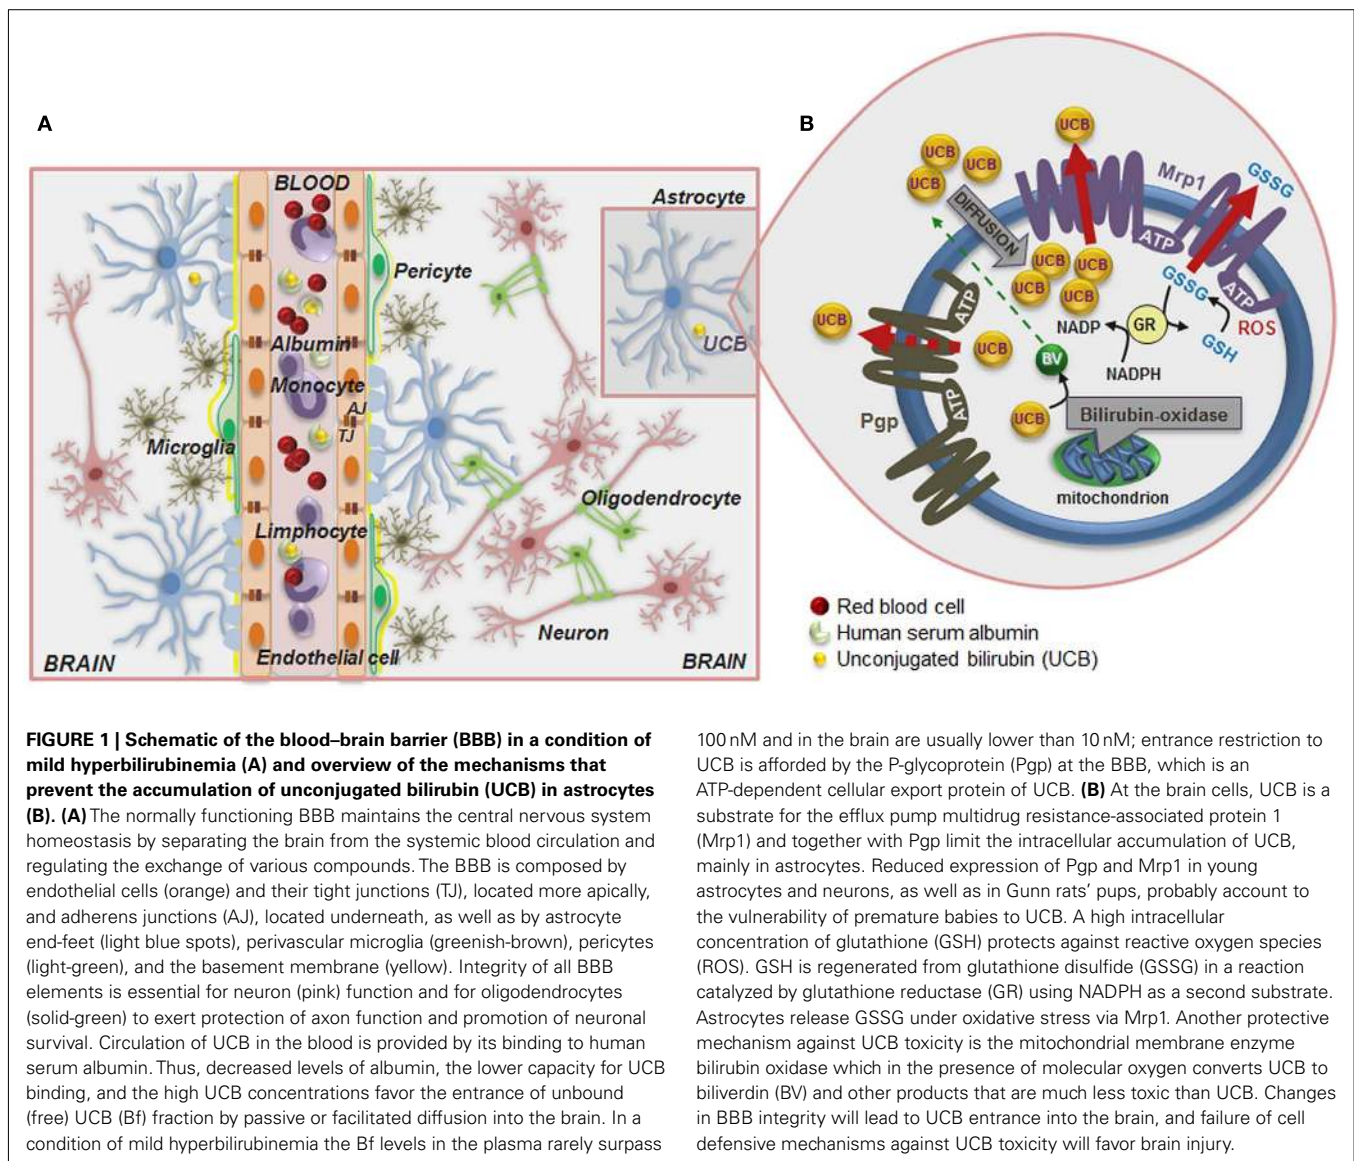 A
BLOOD
Astrocyte
Pericyte
UCB
Albumin
Monocyte
AJ
TJ
Microglia
Oligodendrocyte
Limphocyte
Neuron
BRAIN
Endothelial cell
BRAIN
B
UCB
UCB
UCB
UCB
Mrp1
GSSG
DIFFUSION
ATP
UCB
UCB
UCB
UCB
GSSG
ATP
ATP
ROS
UCB
NADP
GR
GSH
UCB
BV
NADPH
ATP
Pgp
UCB
Bilirubin-oxidase
mitochondrion
Red blood cell
Human serum albumin
Unconjugated bilirubin (UCB)
FIGURE 1 | Schematic of the blood–brain barrier (BBB) in a condition of
mild hyperbilirubinemia (A) and overview of the mechanisms that
prevent the accumulation of unconjugated bilirubin (UCB) in astrocytes
(B). (A) The normally functioning BBB maintains the central nervous system
homeostasis by separating the brain from the systemic blood circulation and
regulating the exchange of various compounds. The BBB is composed by
endothelial cells (orange) and their tight junctions (TJ), located more apically,
and adherens junctions (AJ), located underneath, as well as by astrocyte
end-feet (light blue spots), perivascular microglia (greenish-brown), pericytes
(light-green), and the basement membrane (yellow). Integrity of all BBB
elements is essential for neuron (pink) function and for oligodendrocytes
(solid-green) to exert protection of axon function and promotion of neuronal
survival. Circulation of UCB in the blood is provided by its binding to human
serum albumin. Thus, decreased levels of albumin, the lower capacity for UCB
binding, and the high UCB concentrations favor the entrance of unbound
(free) UCB (Bf) fraction by passive or facilitated diffusion into the brain. In a
condition of mild hyperbilirubinemia the Bf levels in the plasma rarely surpass
100 nM and in the brain are usually lower than 10 nM; entrance restriction to
UCB is afforded by the P-glycoprotein (Pgp) at the BBB, which is an
ATP-dependent cellular export protein of UCB. (B) At the brain cells, UCB is a
substrate for the efflux pump multidrug resistance-associated protein 1
(Mrp1) and together with Pgp limit the intracellular accumulation of UCB,
mainly in astrocytes. Reduced expression of Pgp and Mrp1 in young
astrocytes and neurons, as well as in Gunn rats' pups, probably account to
the vulnerability of premature babies to UCB. A high intracellular
concentration of glutathione (GSH) protects against reactive oxygen species
(ROS). GSH is regenerated from glutathione disulfide (GSSG) in a reaction
catalyzed by glutathione reductase (GR) using NADPH as a second substrate.
Astrocytes release GSSG under oxidative stress via Mrp1. Another protective
mechanism against UCB toxicity is the mitochondrial membrane enzyme
bilirubin oxidase which in the presence of molecular oxygen converts UCB to
biliverdin (BV) and other products that are much less toxic than UCB. Changes
in BBB integrity will lead to UCB entrance into the brain, and failure of cell
defensive mechanisms against UCB toxicity will favor brain injury.